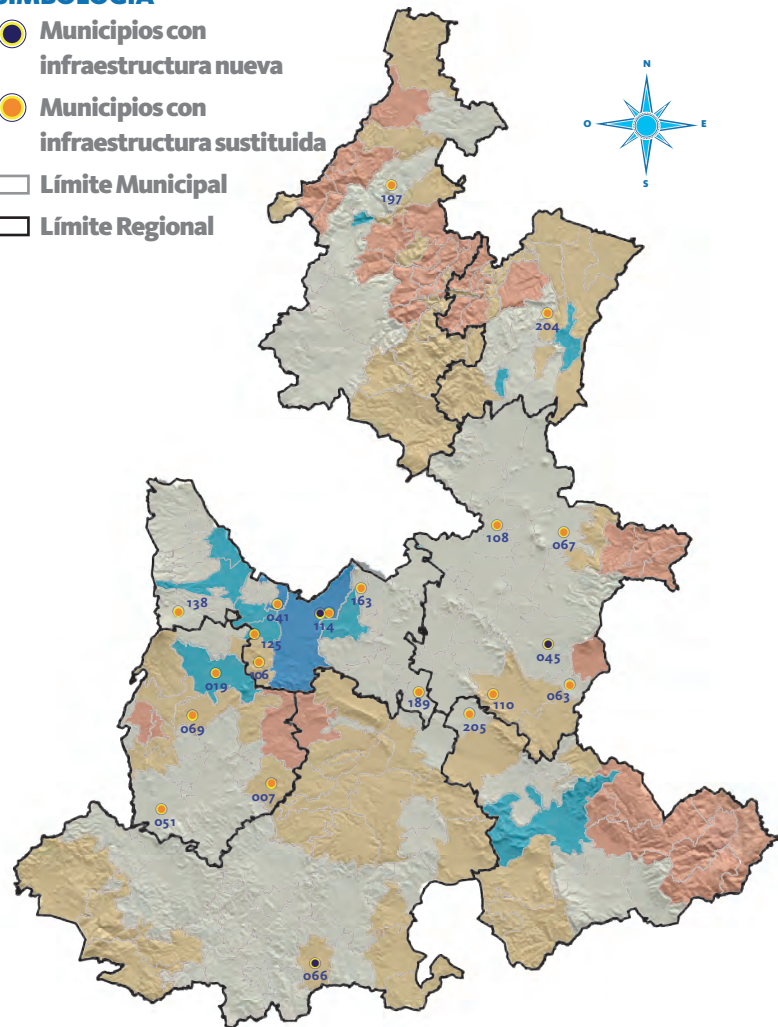 SIMBOLOGÍA
Municipios con
infraestructura nueva
Municipios con
infraestructura sustituida
Límite Municipal
Límite Regional
N
O
E
S
197
204
108
067
163
138
041
114
125
045
106
019
063
189
110
205
069
007
051
066